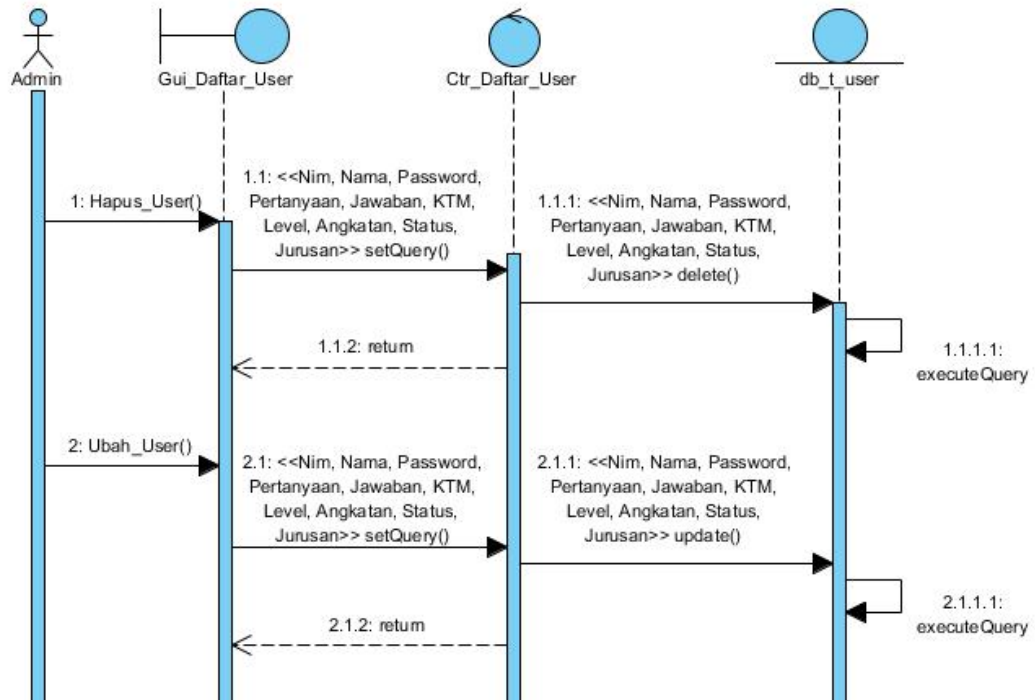 Admin
Gui_Daftar_User
Ctr_Daftar_User
db_t_user
1: Hapus_User()
1.1: <<Nim, Nama, Password,
Pertanyaan, Jawaban, KTM,
Level, Angkatan, Status,
Jurusan>> setQuery()
1.1.1: <<Nim, Nama, Password,
Pertanyaan, Jawaban, KTM,
Level, Angkatan, Status,
Jurusan>> delete()
1.1.1.1:
executeQuery
1.1.2: return
2: Ubah_User()
2.1: <<Nim, Nama, Password,
Pertanyaan, Jawaban, KTM,
Level, Angkatan, Status,
Jurusan>> setQuery()
2.1.1: <<Nim, Nama, Password,
Pertanyaan, Jawaban, KTM,
Level, Angkatan, Status,
Jurusan>> update()
2.1.1.1:
executeQuery
2.1.2: return